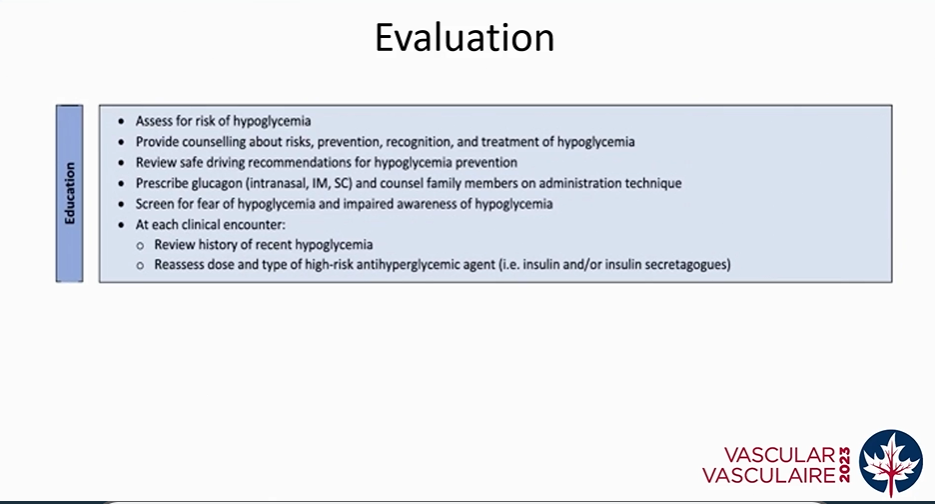 Evaluation
Education
• Assess for risk of hypoglycemia
• Provide counselling about risks, prevention, recognition, and treatment of hypoglycemia
• Review safe driving recommendations for hypoglycemia prevention
• Prescribe glucagon (intranasal, IM, SC) and counsel family members on administration technique
• Screen for fear of hypoglycemia and impaired awareness of hypoglycemia
• At each clinical encounter:
o Review history of recent hypoglycemia
o Reassess dose and type of high-risk antihyperglycemic agent (i.e. insulin and/or insulin secretagogues)
VASCULAR
VASCULAIRE
2023